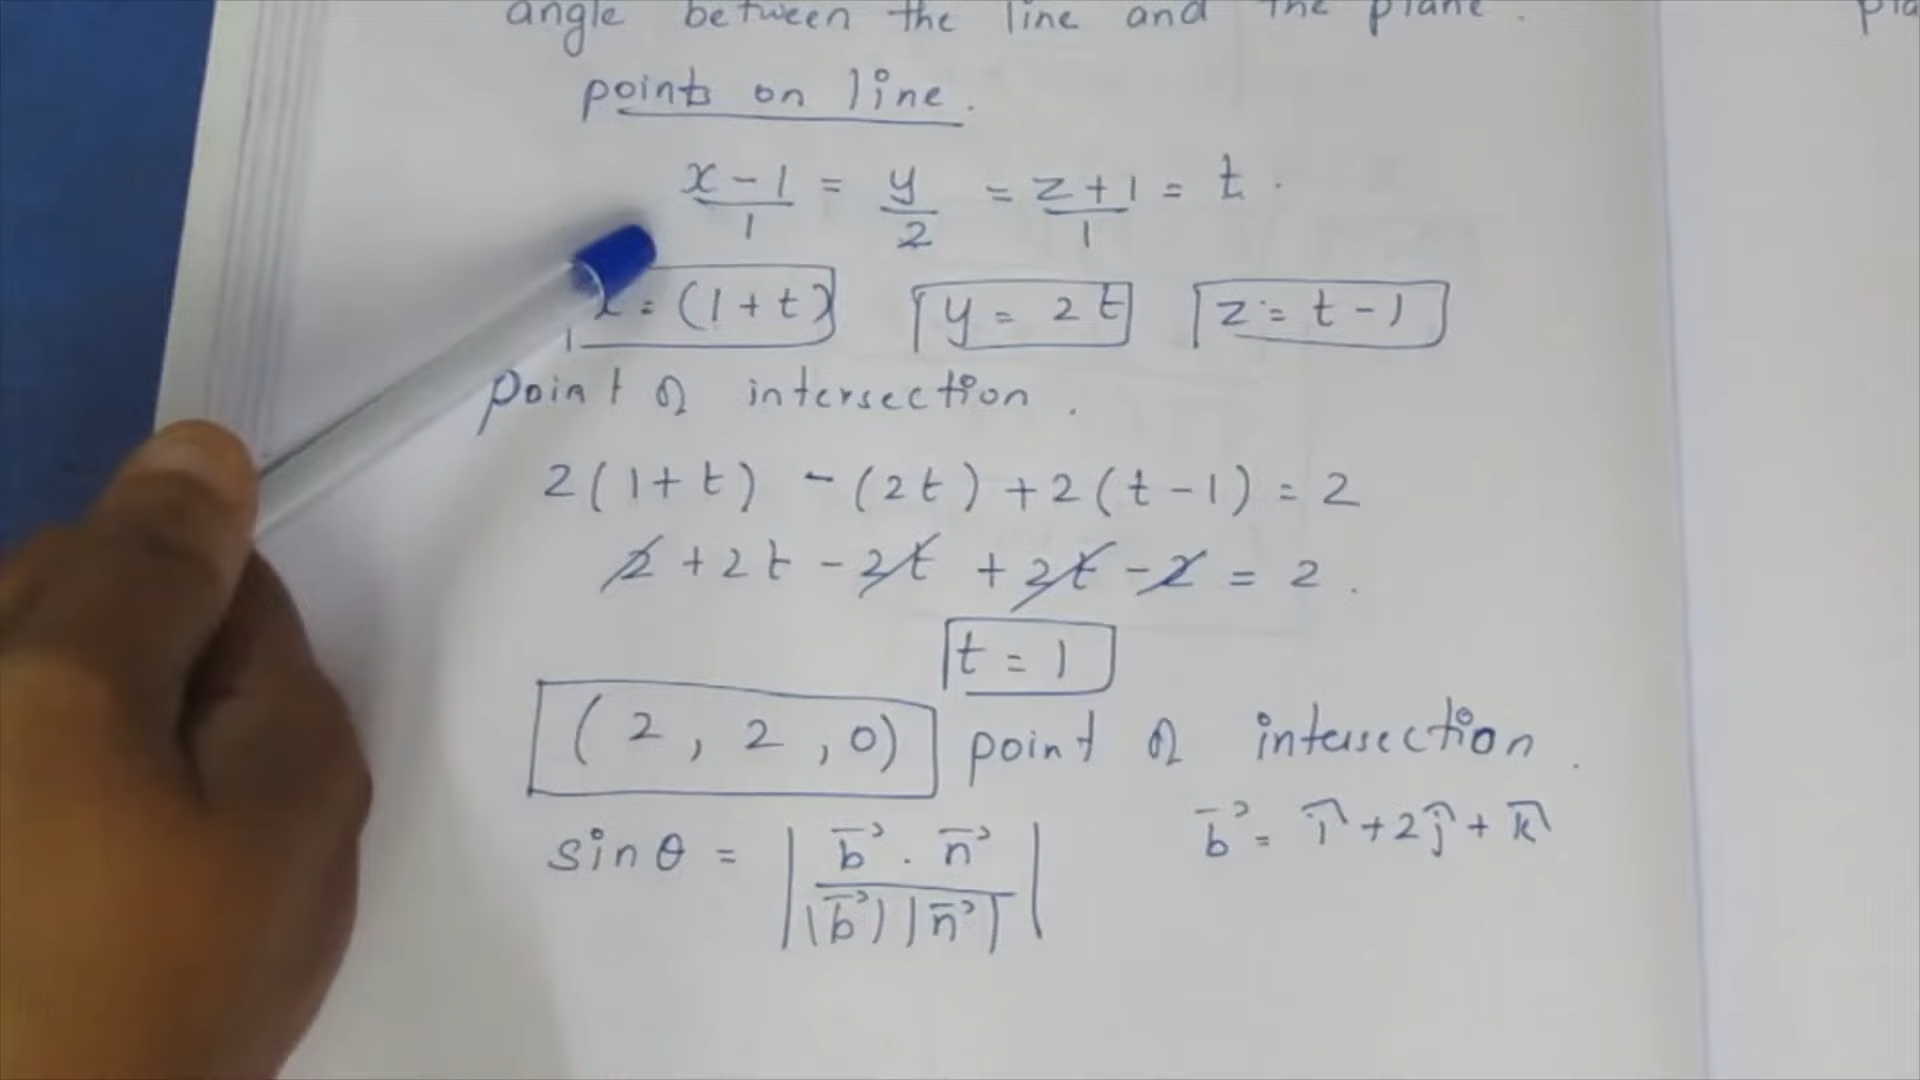 angle between the line and the plane.
pla
points on line.
x-1/1 = y/2 = z+1/1 = t.
x = (1+t) y = 2t z = t-1
point of intersection.
2(1+t) - (2t) +2(t-1) = 2
2 +2t - 2t + 2t - 2 = 2.
t = 1
(2, 2, 0) point of intersection.
b⃗ = î+2ĵ+k̂
sinθ = |b⃗ . n⃗ / |b⃗| |n⃗||